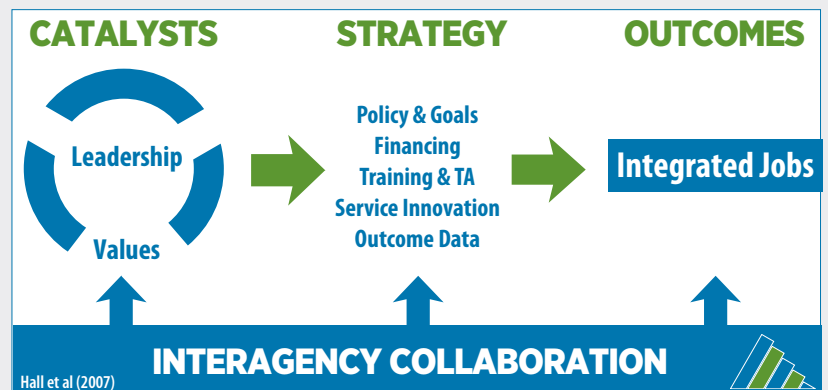 CATALYSTS
Leadership
Values
STRATEGY
Policy & Goals
Financing
Training & TA
Service Innovation
Outcome Data
OUTCOMES
Integrated Jobs
INTERAGENCY COLLABORATION
Hall et al (2007)